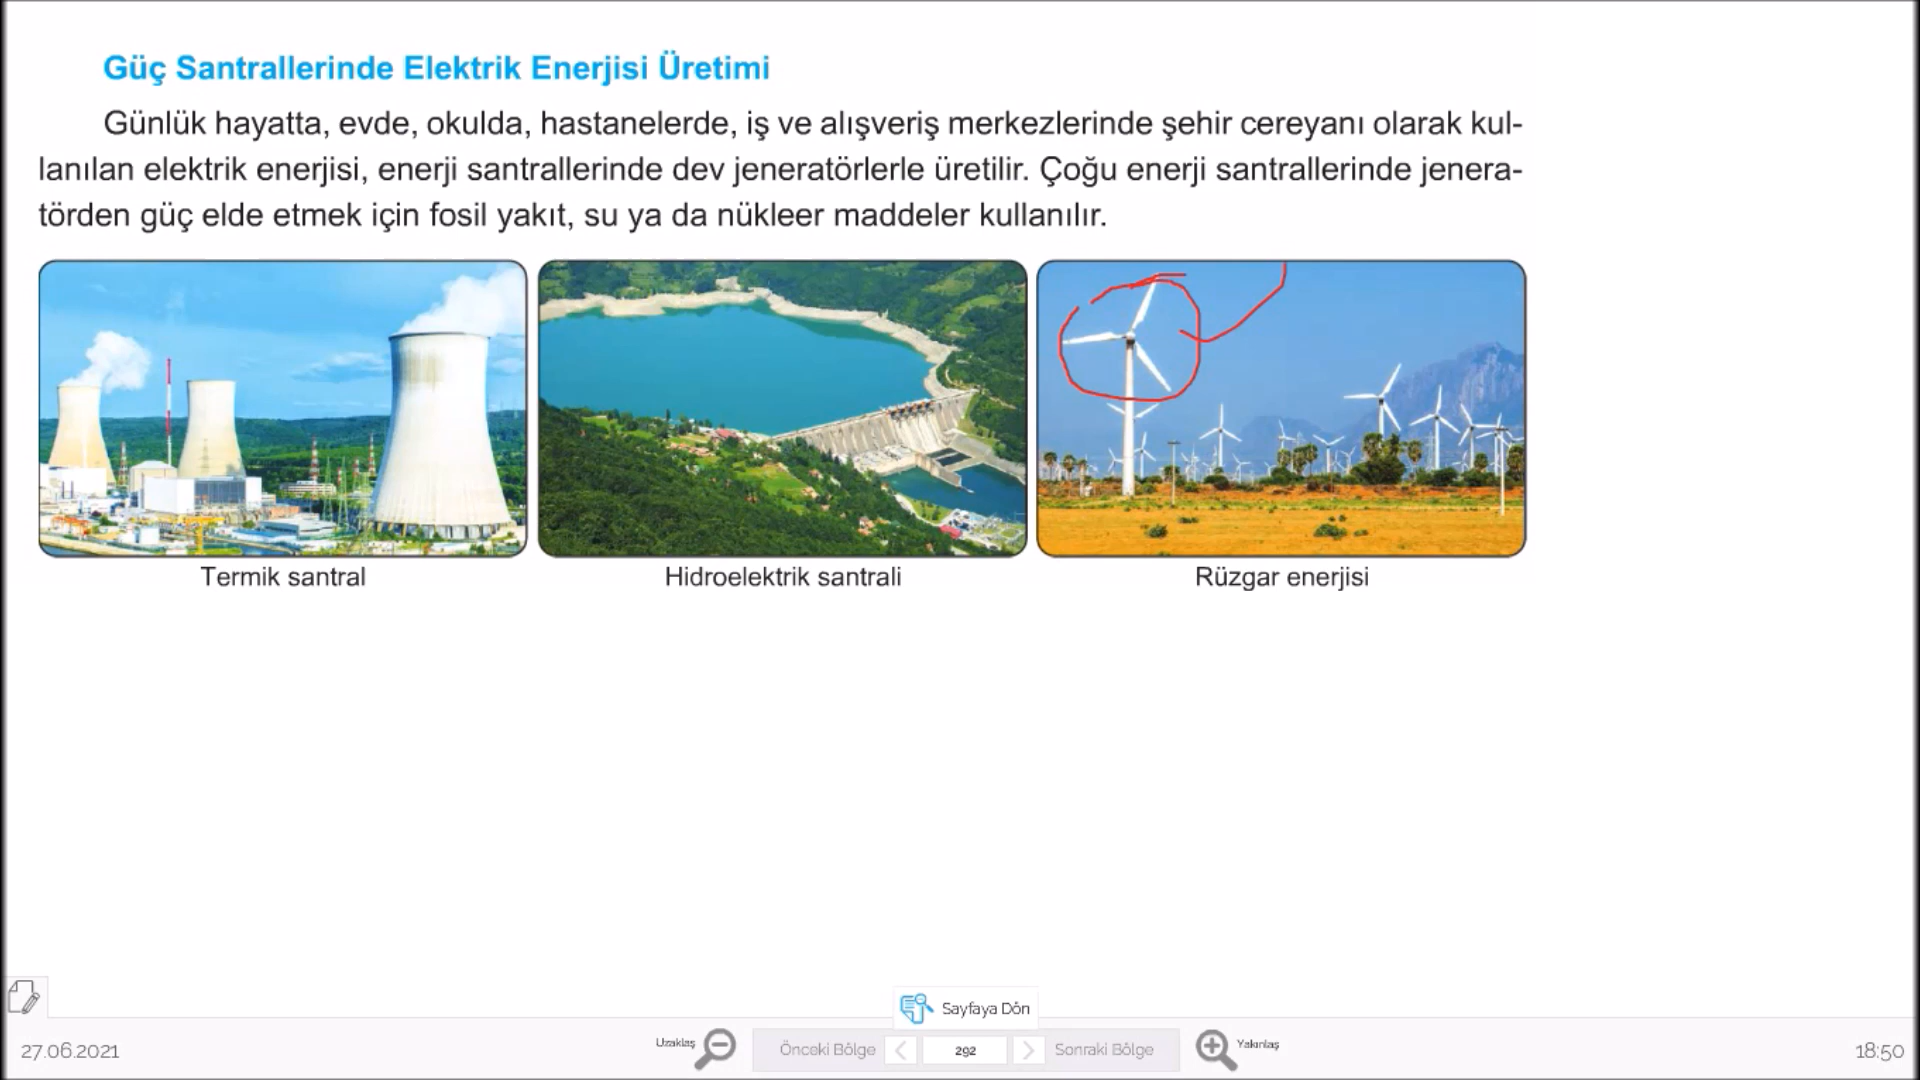 Güç Santrallerinde Elektrik Enerjisi Üretimi
Günlük hayatta, evde, okulda, hastanelerde, iş ve alışveriş merkezlerinde şehir cereyanı olarak kul-
lanılan elektrik enerjisi, enerji santrallerinde dev jeneratörlerle üretilir. Çoğu enerji santrallerinde jenera-
törden güç elde etmek için fosil yakıt, su ya da nükleer maddeler kullanılır.
Termik santral
Hidroelektrik santrali
Rüzgar enerjisi
Sayfaya Dön
27.06.2021
Uzaklaş
Önceki Bölge
292
Sonraki Bölge
Yakınlaş
18:50